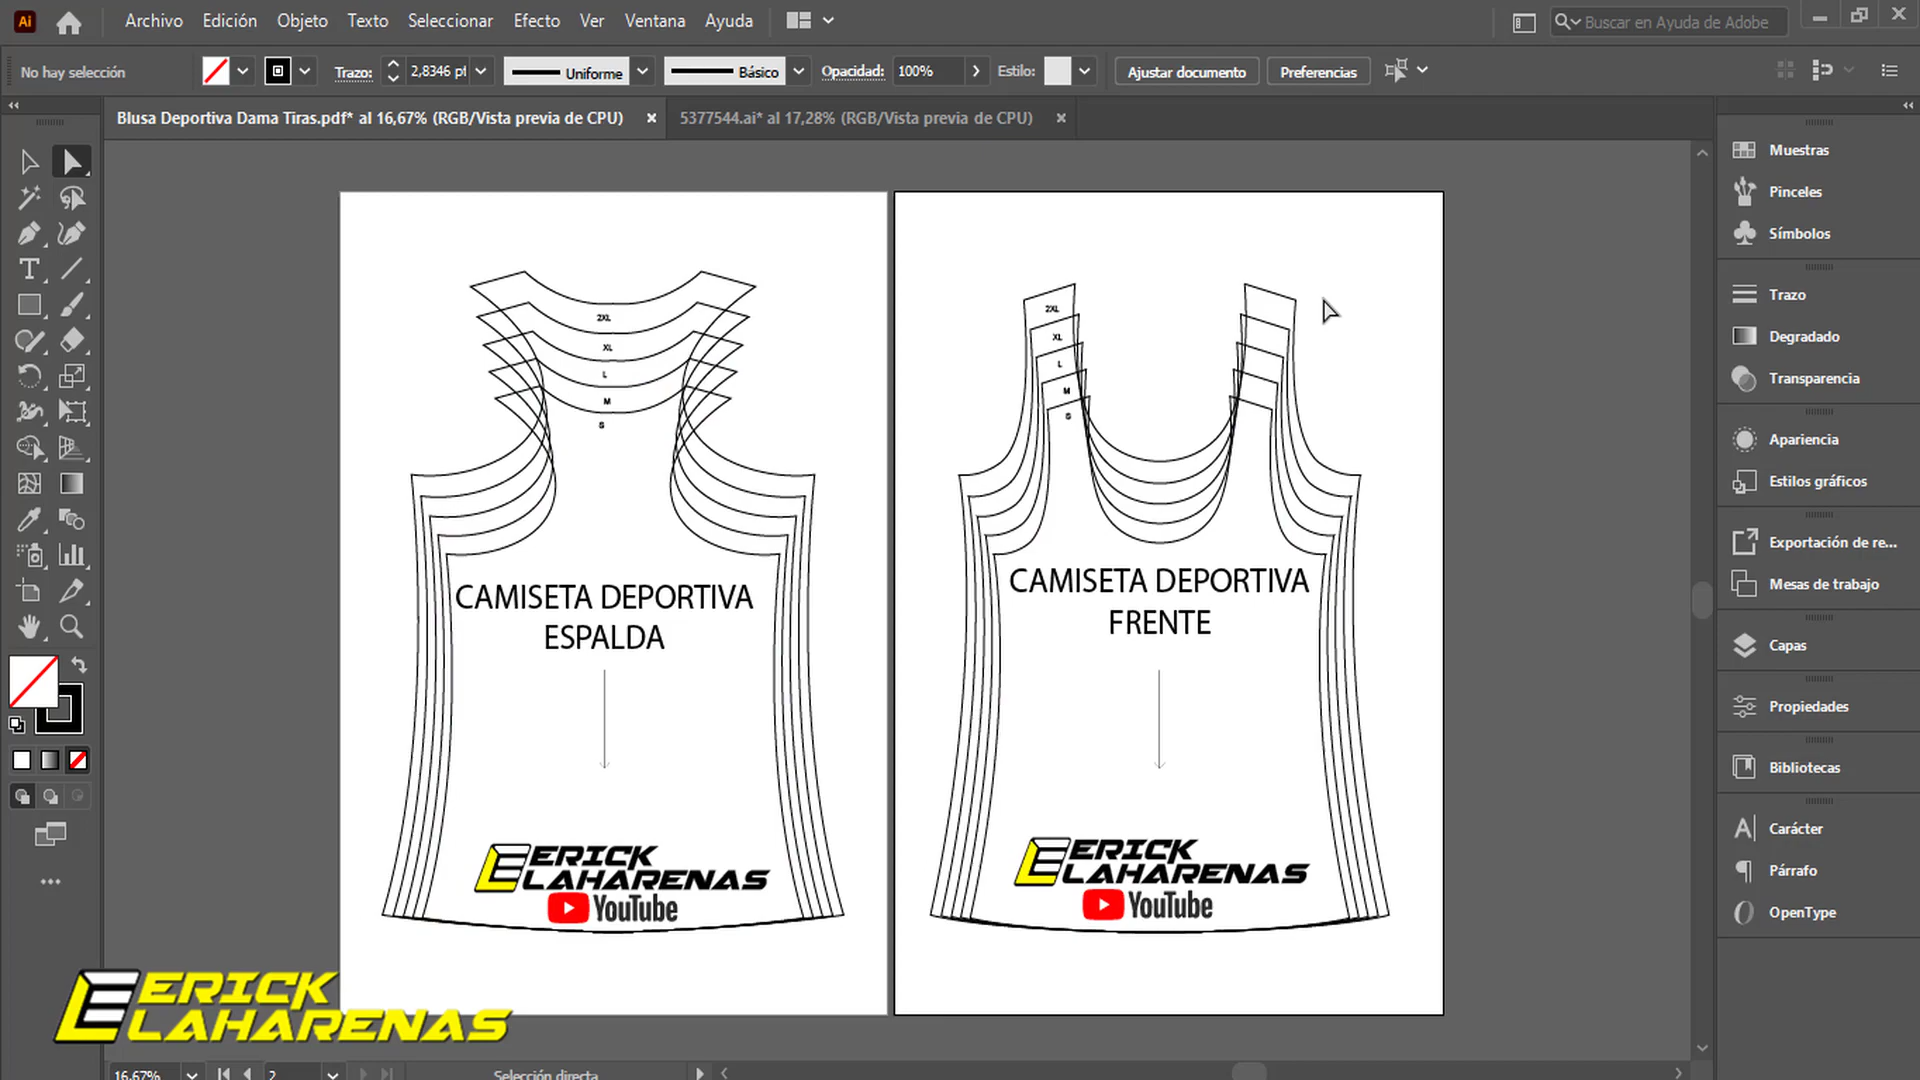 Ai
Archivo Edición Objeto Texto Seleccionar Efecto Ver Ventana Ayuda
Buscar en Ayuda de Adobe
No hay selección
Trazo: 2,8346 pt
Uniforme
Básico
Opacidad: 100%
Estilo:
Ajustar documento
Preferencias
Blusa Deportiva Dama Tiras.pdf* al 16,67% (RGB/Vista previa de CPU) ×
5377544.ai* al 17,28% (RGB/Vista previa de CPU) ×
Muestras
Pinceles
Símbolos
Trazo
Degradado
Transparencia
Apariencia
Estilos gráficos
Exportación de re...
Mesas de trabajo
Capas
Propiedades
Bibliotecas
Carácter
Párrafo
OpenType
2XL
XL
L
M
S
CAMISETA DEPORTIVA
ESPALDA
ERICK
LAHARENAS
YouTube
2XL
XL
L
M
S
CAMISETA DEPORTIVA
FRENTE
ERICK
LAHARENAS
YouTube
ERICK
LAHARENAS
16,67%
2
Selección directa